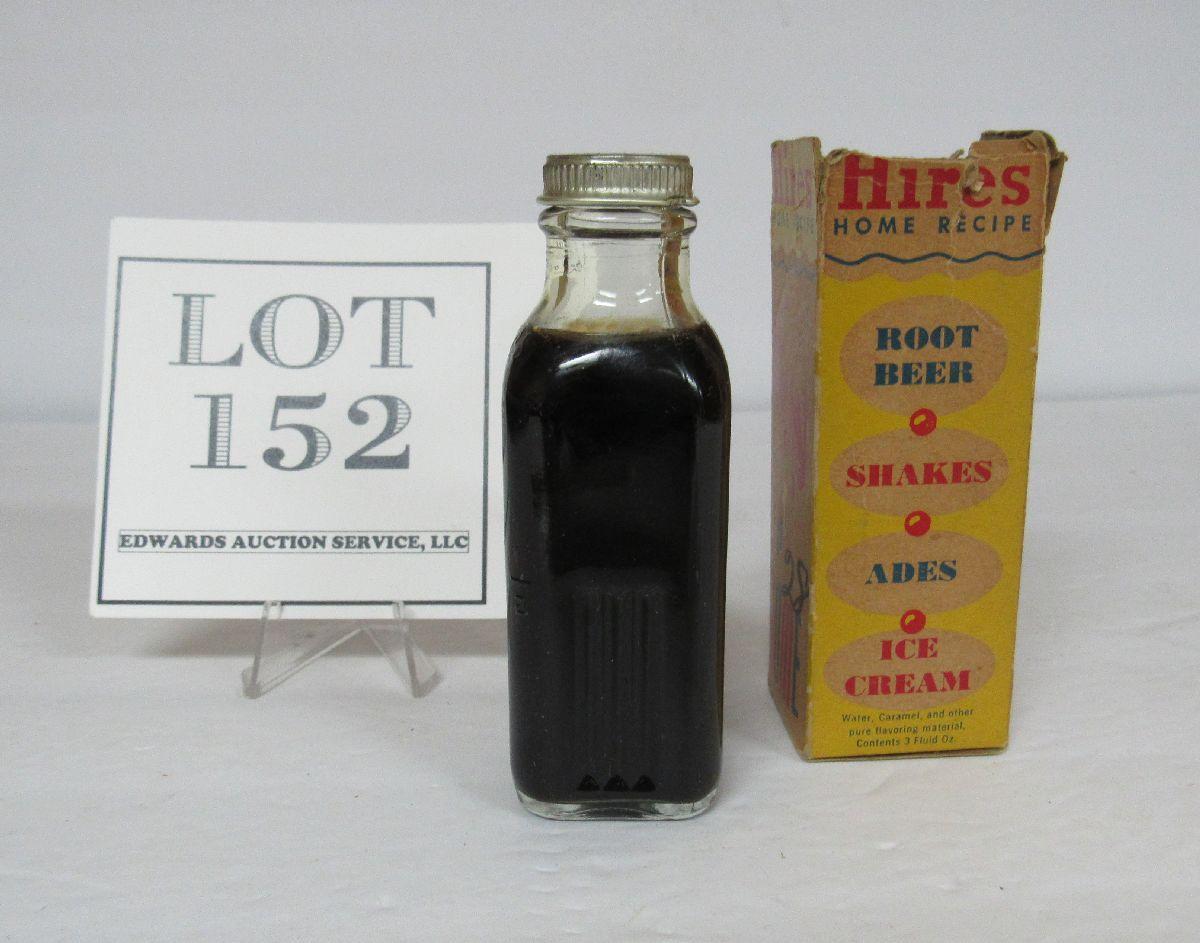 LOT
152
EDWARDS AUCTION SERVICE, LLC
Hires
HOME RECIPE
ROOT
BEER
SHAKES
ADES
ICE
CREAM
Water, Caramel, and other
pure flavoring material.
Contents 3 Fluid Oz.
28